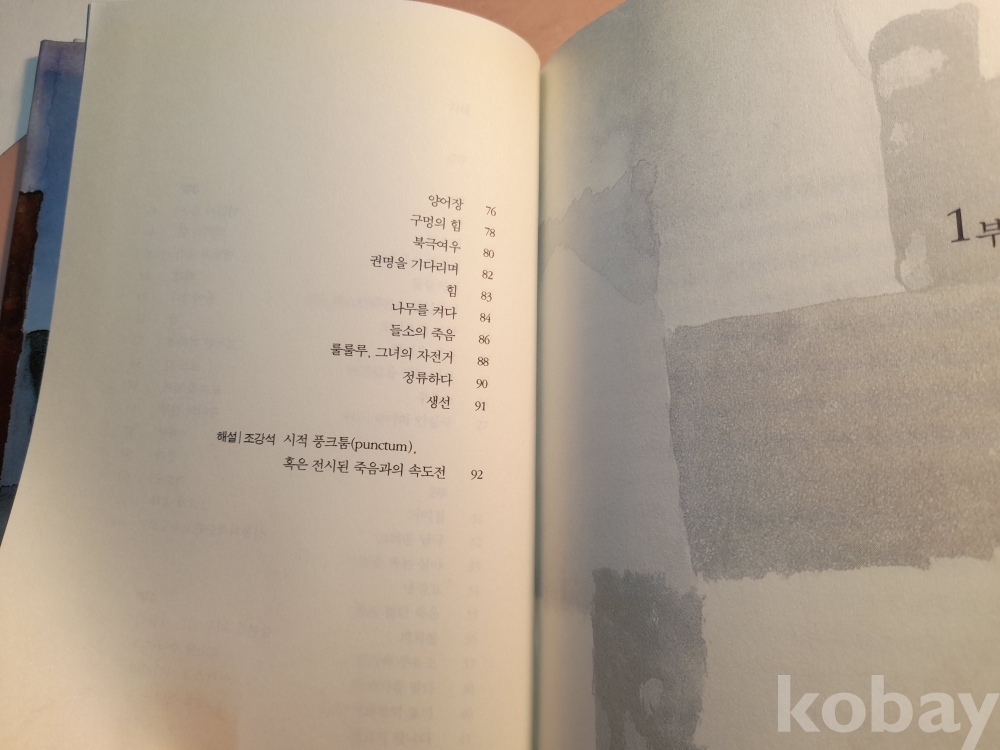 양어장 76
구멍의 힘 78
북극여우 80
권명을 기다리며 82
힘 83
나무를 켜다 84
들소의 죽음 86
룰룰루, 그녀의 자전거 88
정류하다 90
생선 91
해설|조강석 시적 풍크툼(punctum),
혹은 전시된 죽음과의 속도전 92
1부
kobay